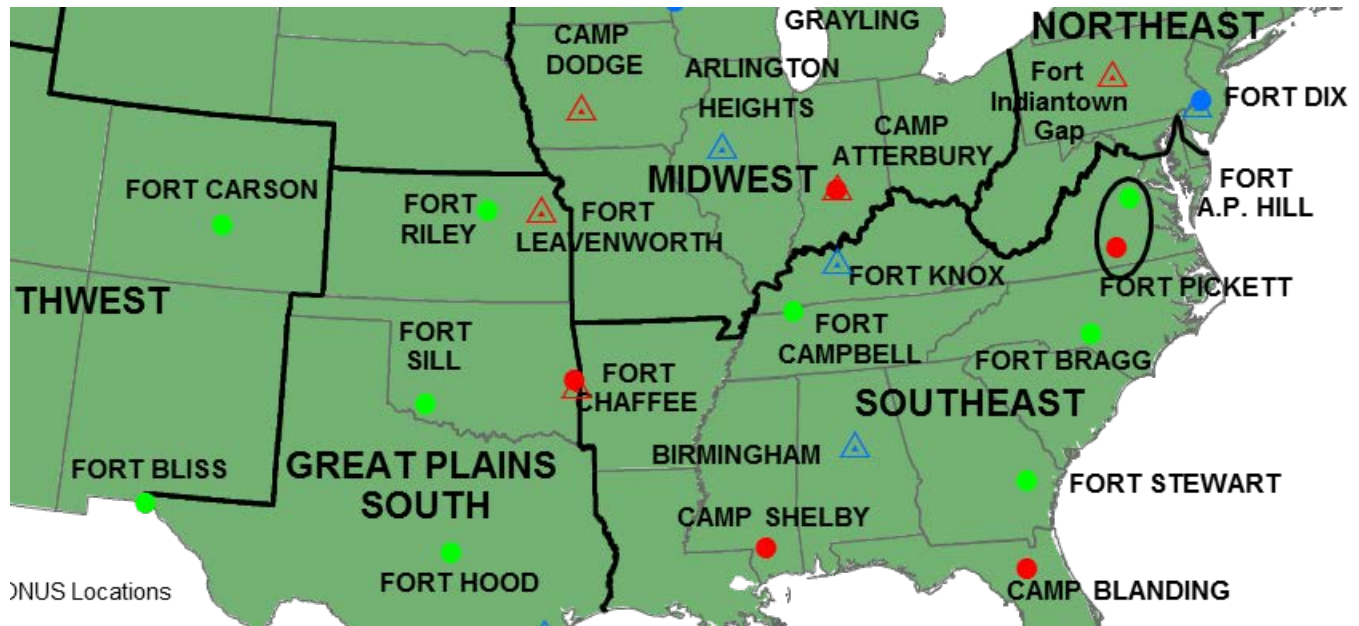 GRAYLING
NORTHEAST
CAMP
DODGE
ARLINGTON
HEIGHTS
Fort
Indiantown
Gap
FORT DIX
CAMP
ATTERBURY
MIDWEST
FORT CARSON
FORT
RILEY
FORT
LEAVENWORTH
FORT
A.P. HILL
FORT KNOX
FORT PICKETT
THWEST
FORT
SILL
FORT
CAMPBELL
FORT BRAGG
FORT
CHAFFEE
SOUTHEAST
BIRMINGHAM
FORT BLISS
GREAT PLAINS
SOUTH
FORT STEWART
CAMP SHELBY
FORT HOOD
CAMP BLANDING
ONUS Locations